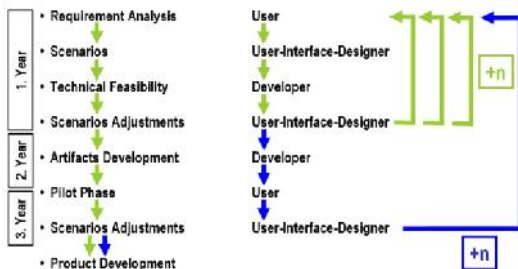 1. Year
• Requirement Analysis
User
• Scenarios
User-Interface-Designer
• Technical Feasibility
Developer
• Scenarios Adjustments
User-Interface-Designer
+n
2. Year
• Artifacts Development
Developer
• Pilot Phase
User
3. Year
• Scenarios Adjustments
User-Interface-Designer
• Product Development
+n